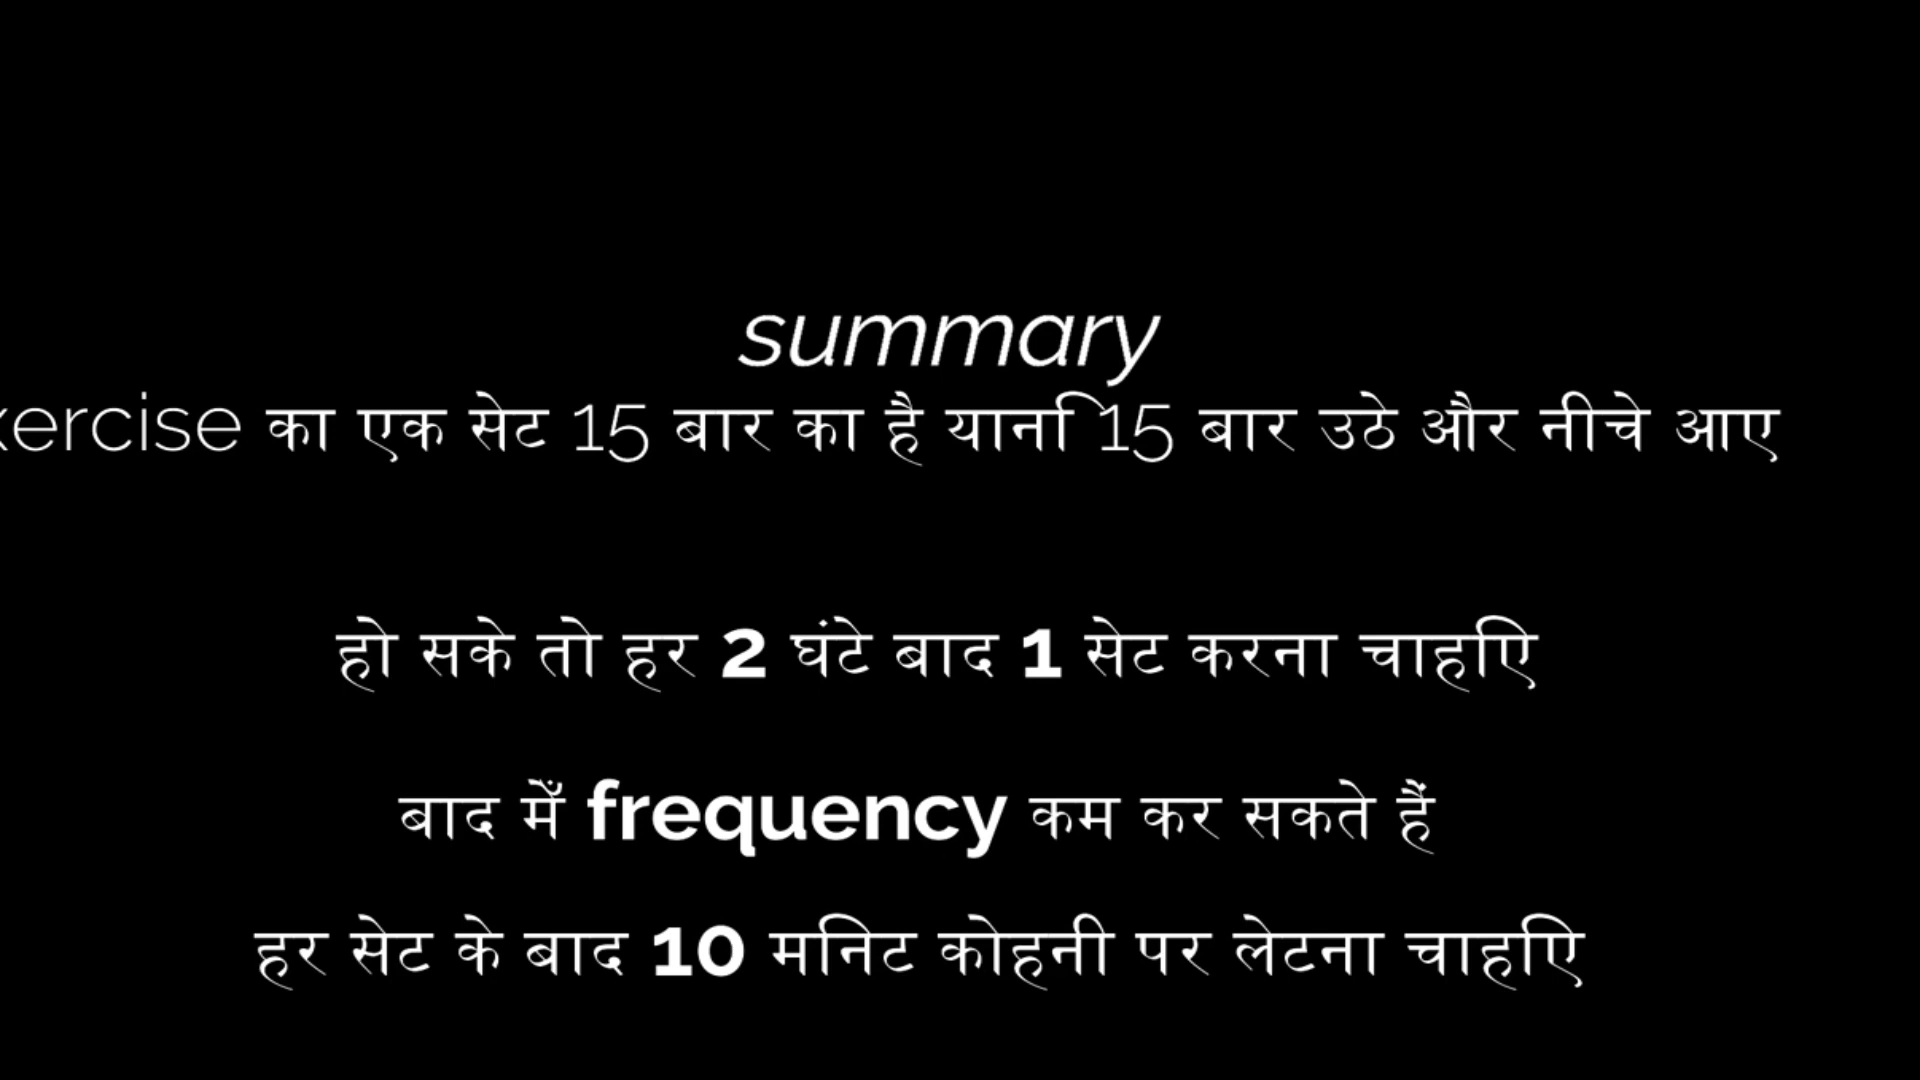 summary
xercise का एक सेट 15 बार का है यानि 15 बार उठे और नीचे आए
हो सके तो हर 2 घंटे बाद 1 सेट करना चाहिए
बाद में frequency कम कर सकते हैं
हर सेट के बाद 10 मिनिट कोहनी पर लेटना चाहिए